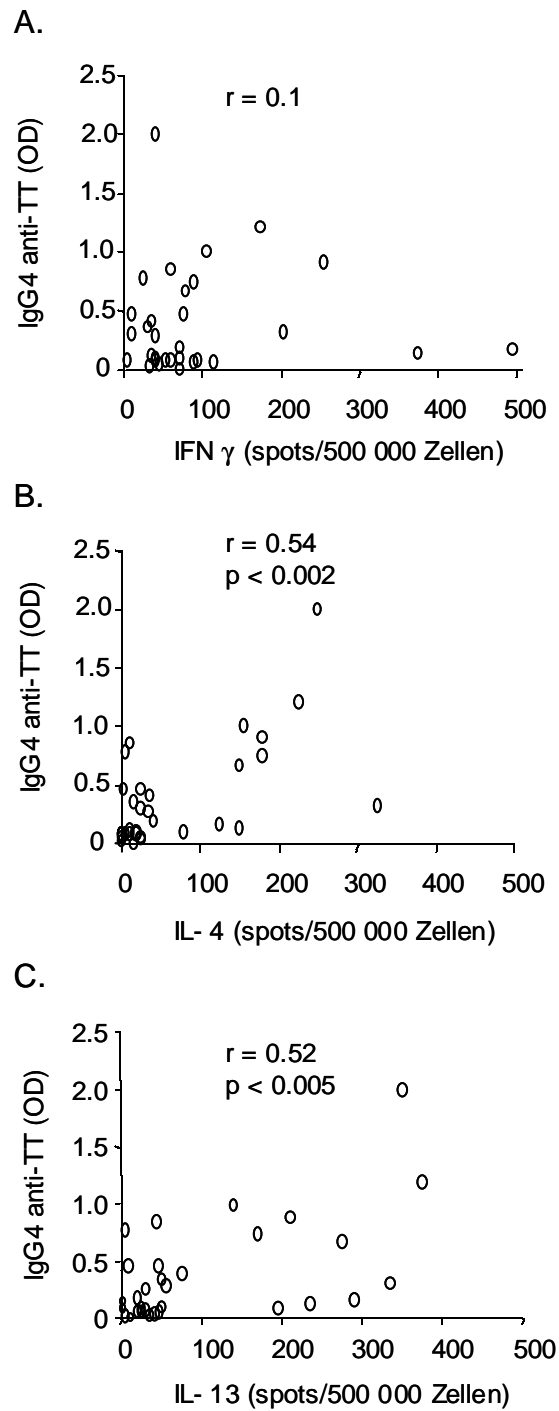 A.
r = 0.1
2.5
2.0
1.5
1.0
0.5
0
IgG4 anti-TT (OD)
0 100 200 300 400 500
IFN γ (spots/500 000 Zellen)
B.
r = 0.54
p < 0.002
2.5
2.0
1.5
1.0
0.5
0
IgG4 anti-TT (OD)
0 100 200 300 400 500
IL- 4 (spots/500 000 Zellen)
C.
r = 0.52
p < 0.005
2.5
2.0
1.5
1.0
0.5
0
IgG4 anti-TT (OD)
0 100 200 300 400 500
IL- 13 (spots/500 000 Zellen)